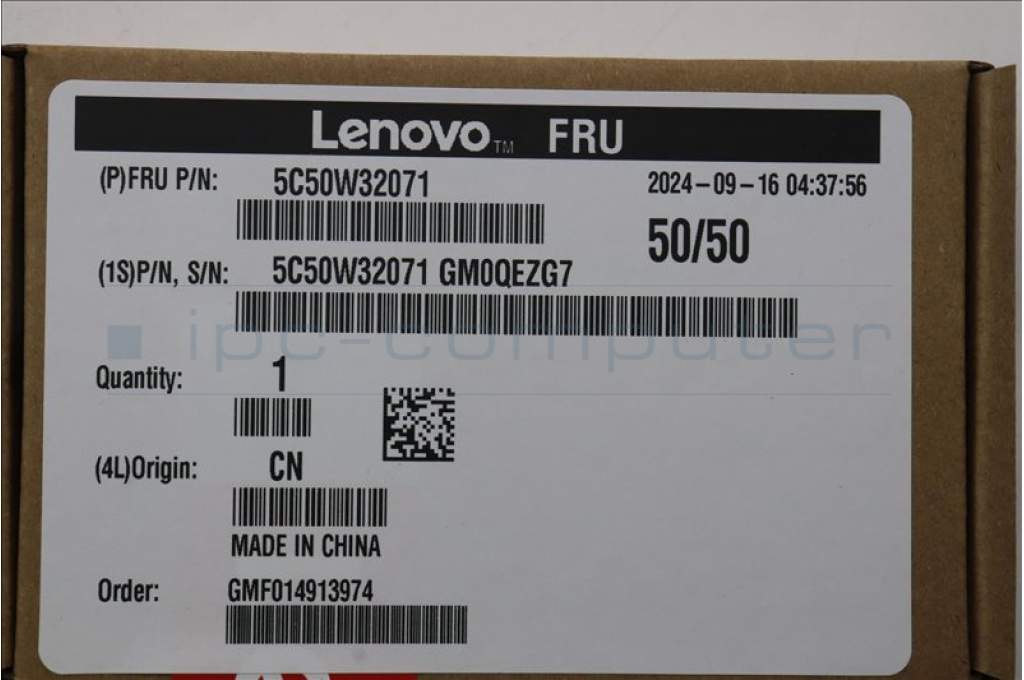 Lenovo™ FRU
(P)FRU P/N: 5C50W32071 2024-09-16 04:37:56
50/50
(1S)P/N, S/N: 5C50W32071 GM0QEZG7
ipc-computer
Quantity: 1
(4L)Origin: CN
MADE IN CHINA
Order: GMF014913974